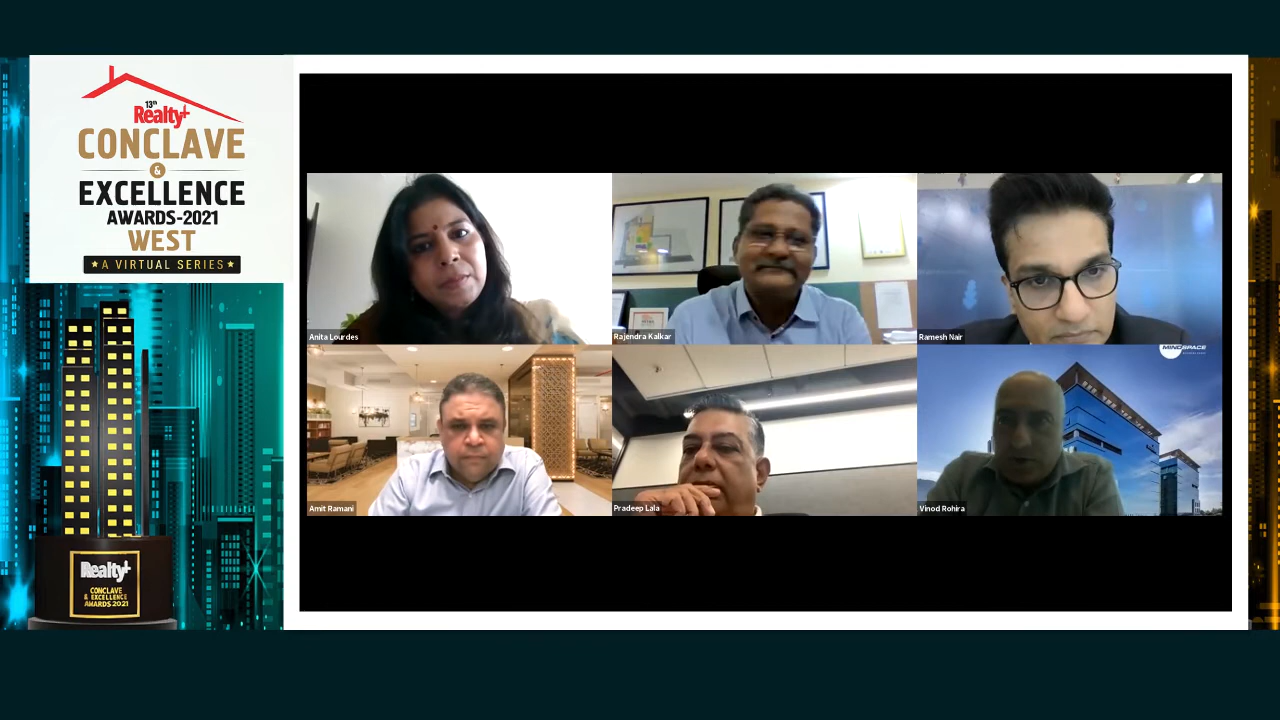 13th
Realty+
CONCLAVE
&
EXCELLENCE
AWARDS-2021
WEST
★A VIRTUAL SERIES★
Realty+
CONCLAVE
& EXCELLENCE
AWARDS 2021
Anita Lourdes
Rajendra Kalkar
Ramesh Nair
MINDSPACE
Amit Ramani
Pradeep Lala
Vinod Rohira